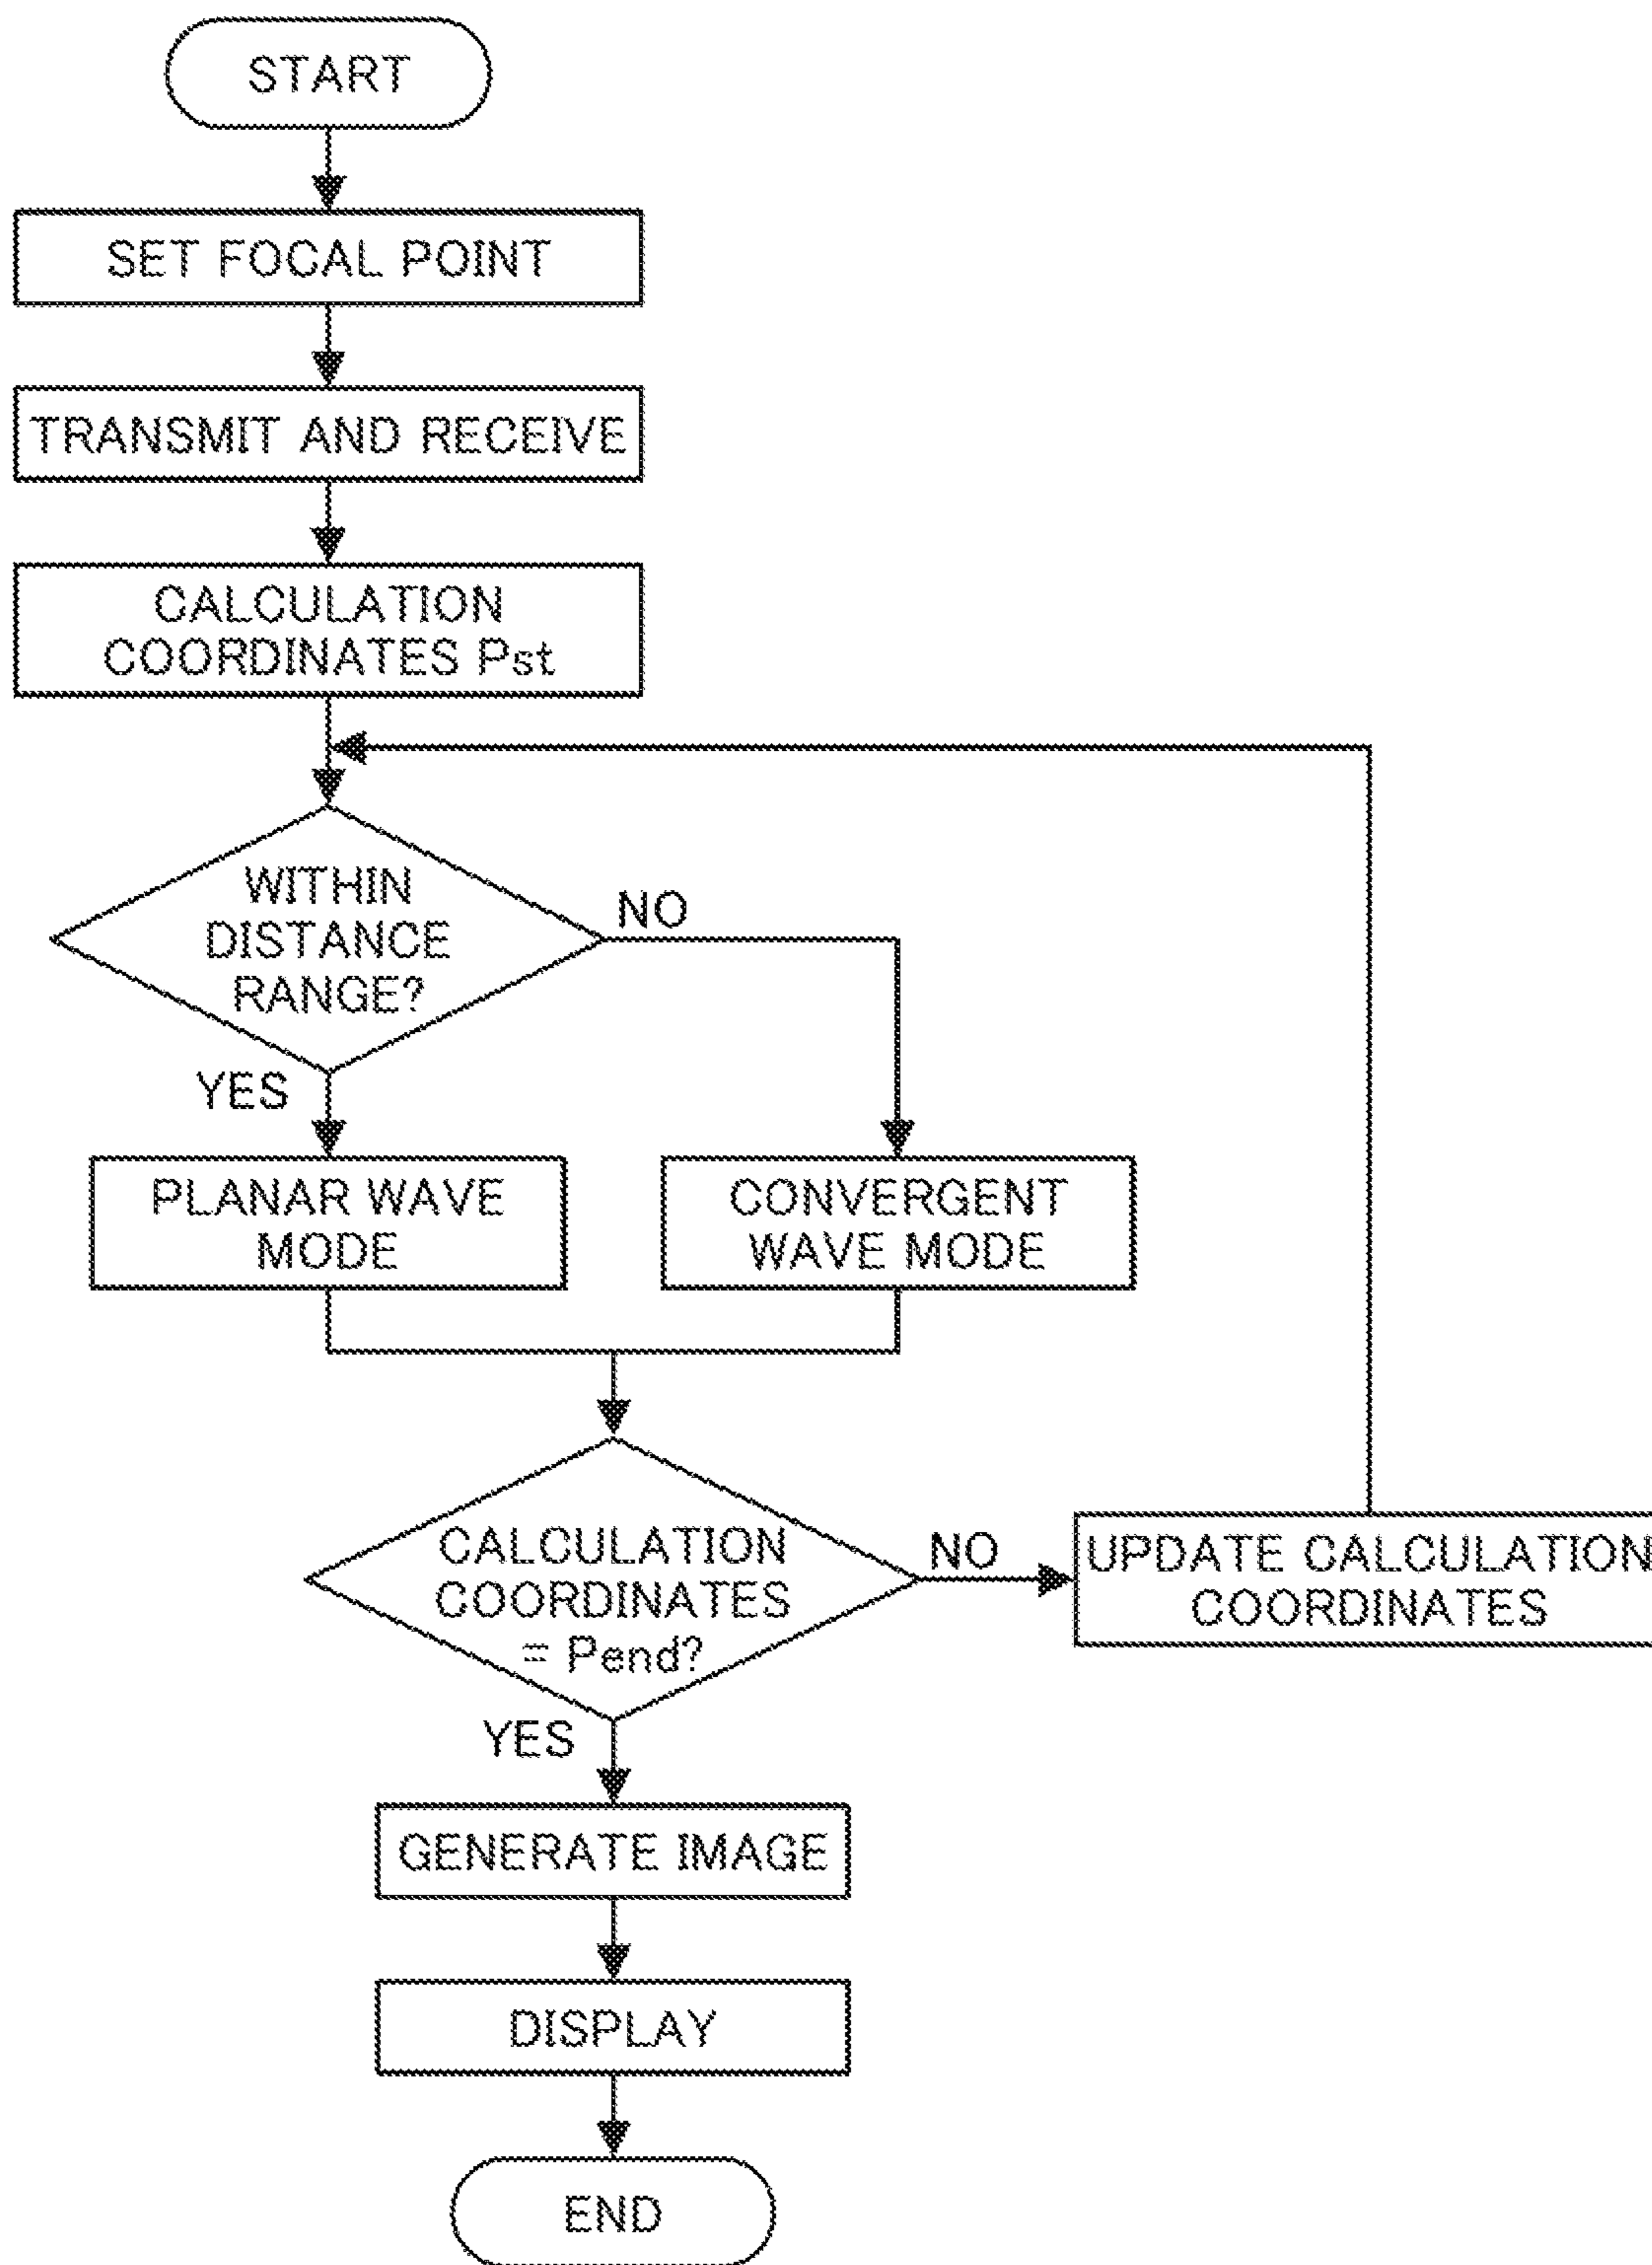 START
SET FOCAL POINT
TRANSMIT AND RECEIVE
CALCULATION
COORDINATES Pst
WITHIN
DISTANCE
RANGE?
NO
YES
PLANAR WAVE
MODE
CONVERGENT
WAVE MODE
CALCULATION
COORDINATES
= Pend?
NO
UPDATE CALCULATION
COORDINATES
YES
GENERATE IMAGE
DISPLAY
END